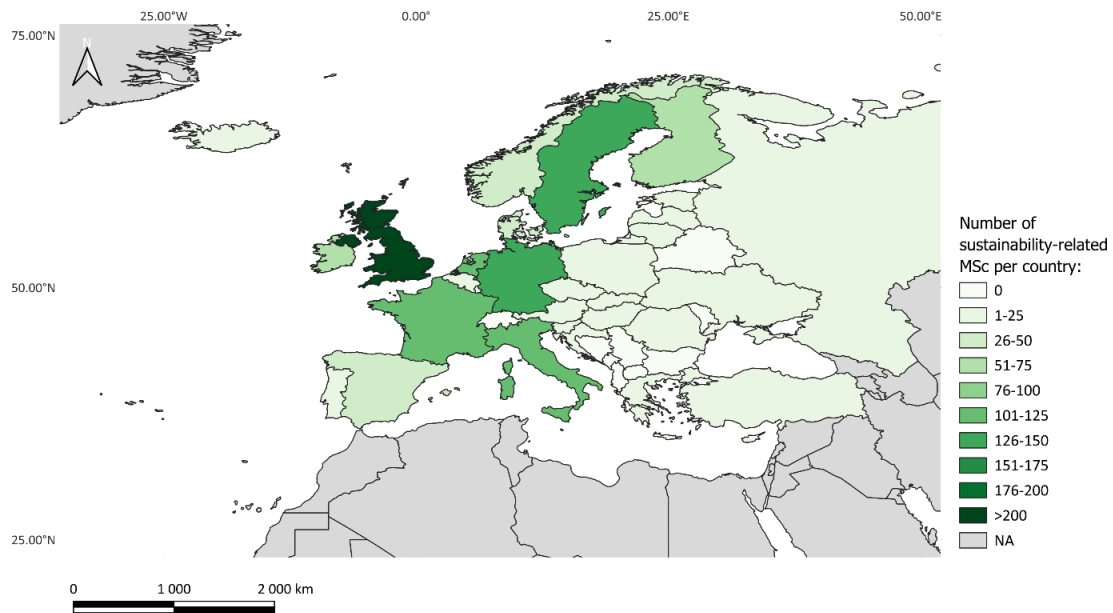 25.00°W 0.00° 25.00°E 50.00°E
75.00°N
N
50.00°N
25.00°N
Number of
sustainability-related
MSc per country:
0
1-25
26-50
51-75
76-100
101-125
126-150
151-175
176-200
>200
NA
0 1 000 2 000 km